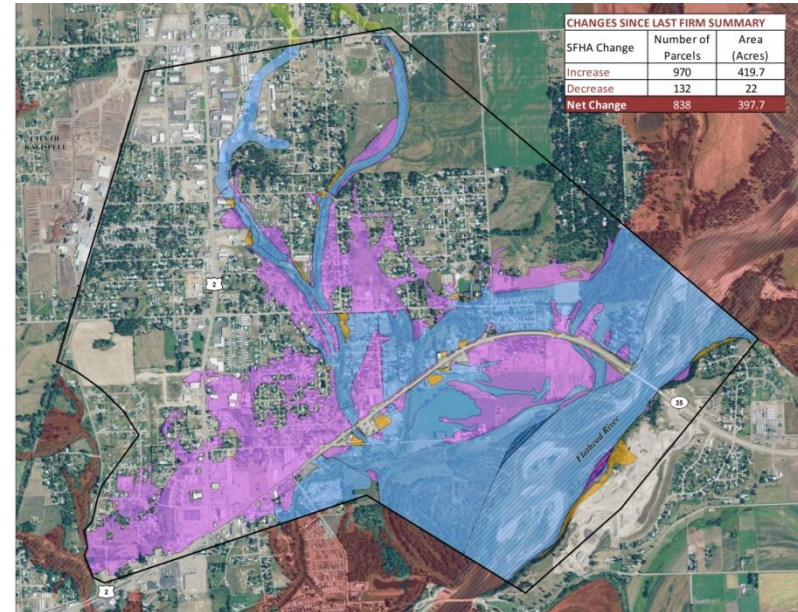 CHANGES SINCE LAST FIRM SUMMARY
SFHA Change Number of Parcels Area (Acres)
Increase 970 419.7
Decrease 132 22
Net Change 838 397.7
CITY OF
KALISPELL
2
35
Flathead River
2